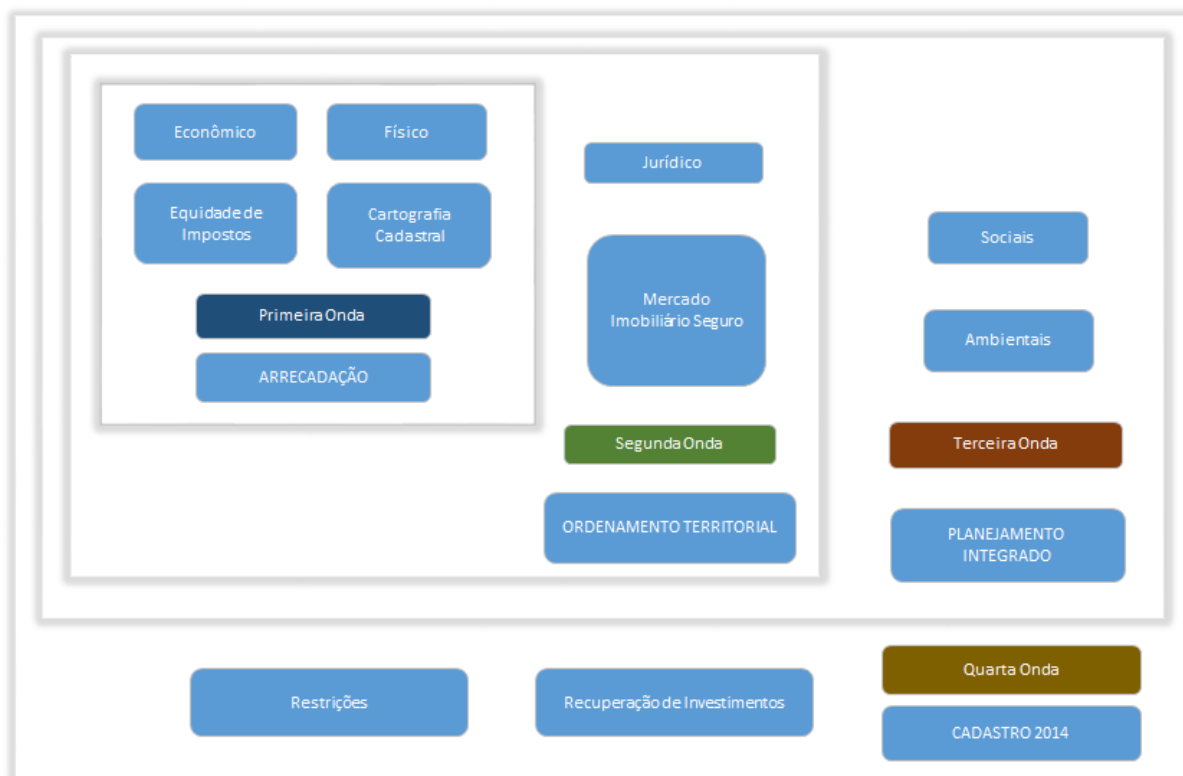 Econômico
Físico
Equidade de
Impostos
Cartografia
Cadastral
Primeira Onda
ARRECADAÇÃO
Jurídico
Mercado
Imobiliário Seguro
Segunda Onda
ORDENAMENTO TERRITORIAL
Sociais
Ambientais
Terceira Onda
PLANEJAMENTO
INTEGRADO
Restrições
Recuperação de Investimentos
Quarta Onda
CADASTRO 2014